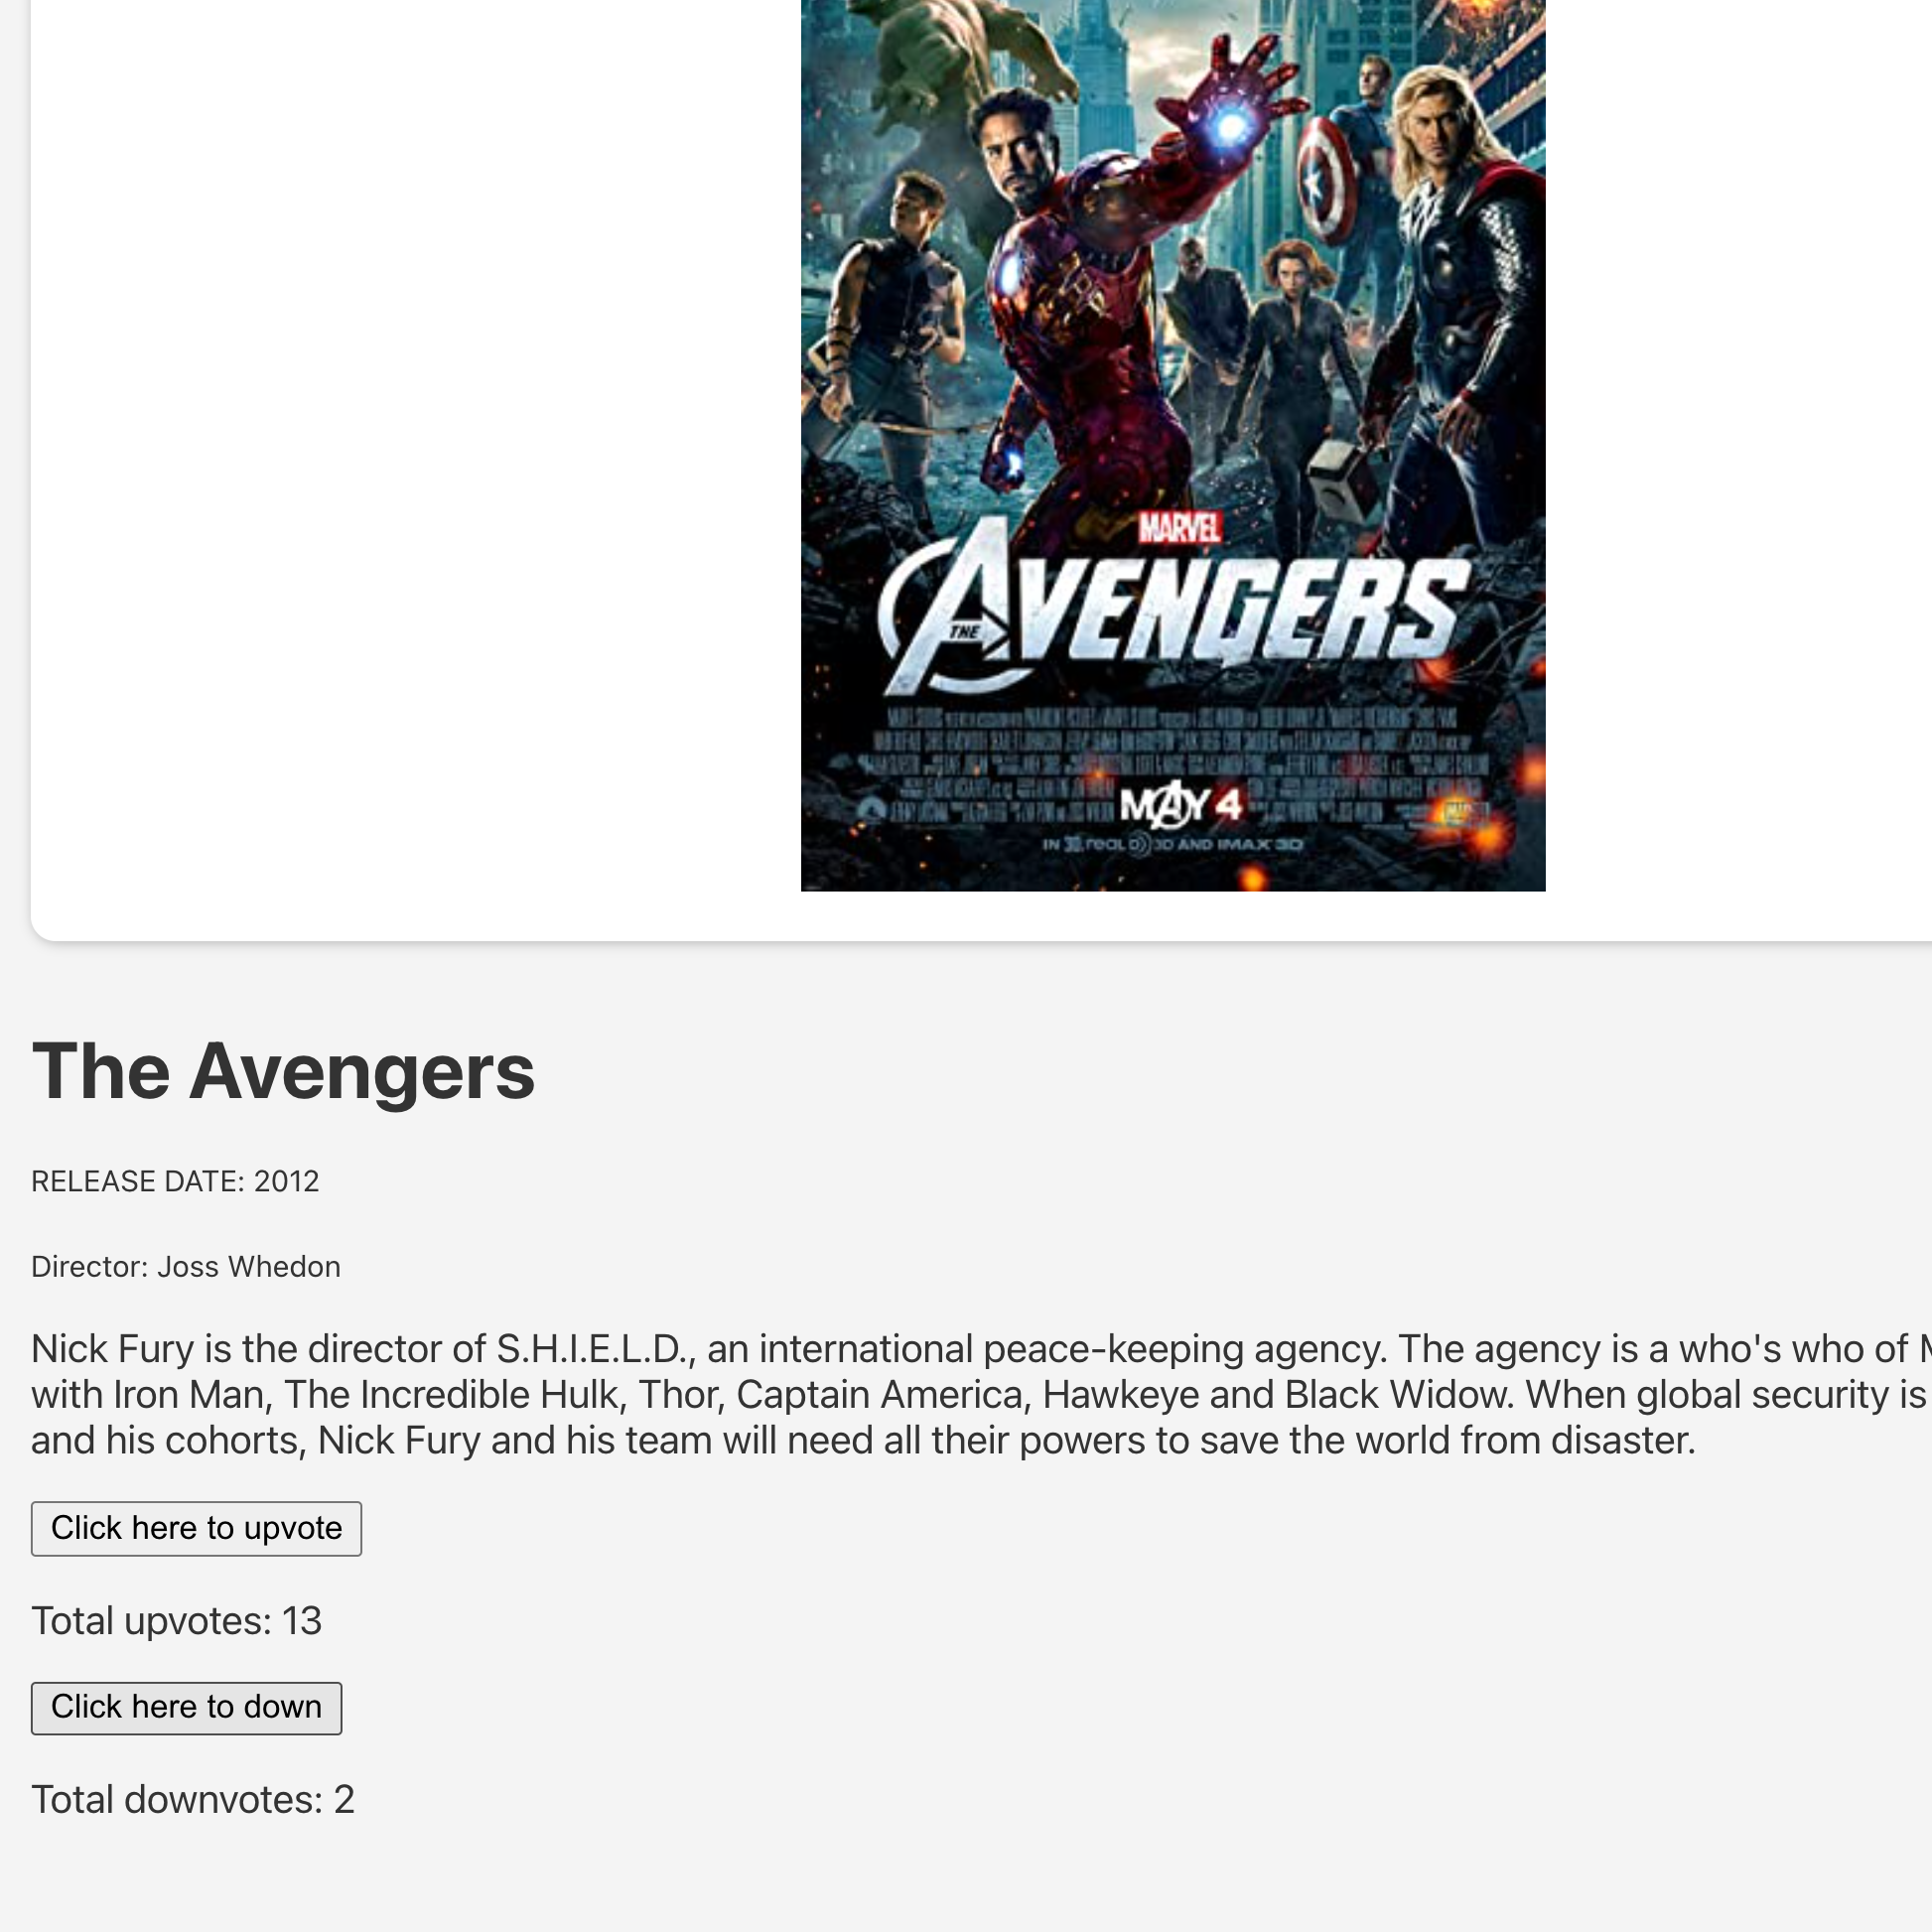 MARVEL
THE AVENGERS
MAY 4
IN 3D, REAL D 3D AND IMAX 3D
The Avengers
RELEASE DATE: 2012
Director: Joss Whedon
Nick Fury is the director of S.H.I.E.L.D., an international peace-keeping agency. The agency is a who's who of
with Iron Man, The Incredible Hulk, Thor, Captain America, Hawkeye and Black Widow. When global security is
and his cohorts, Nick Fury and his team will need all their powers to save the world from disaster.
Click here to upvote
Total upvotes: 13
Click here to down
Total downvotes: 2